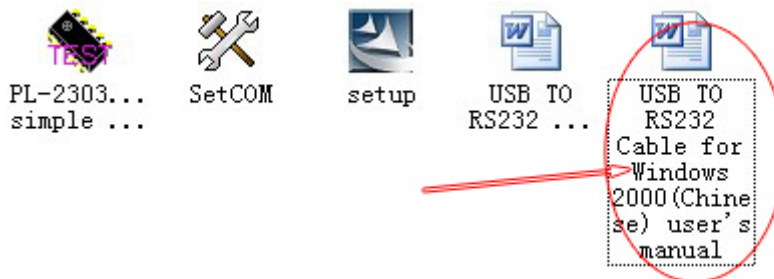 TEST
PL-2303...
simple ...
SetCOM
setup
USB TO
RS232 ...
USB TO
RS232
Cable for
Windows
2000(Chine
se) user's
manual